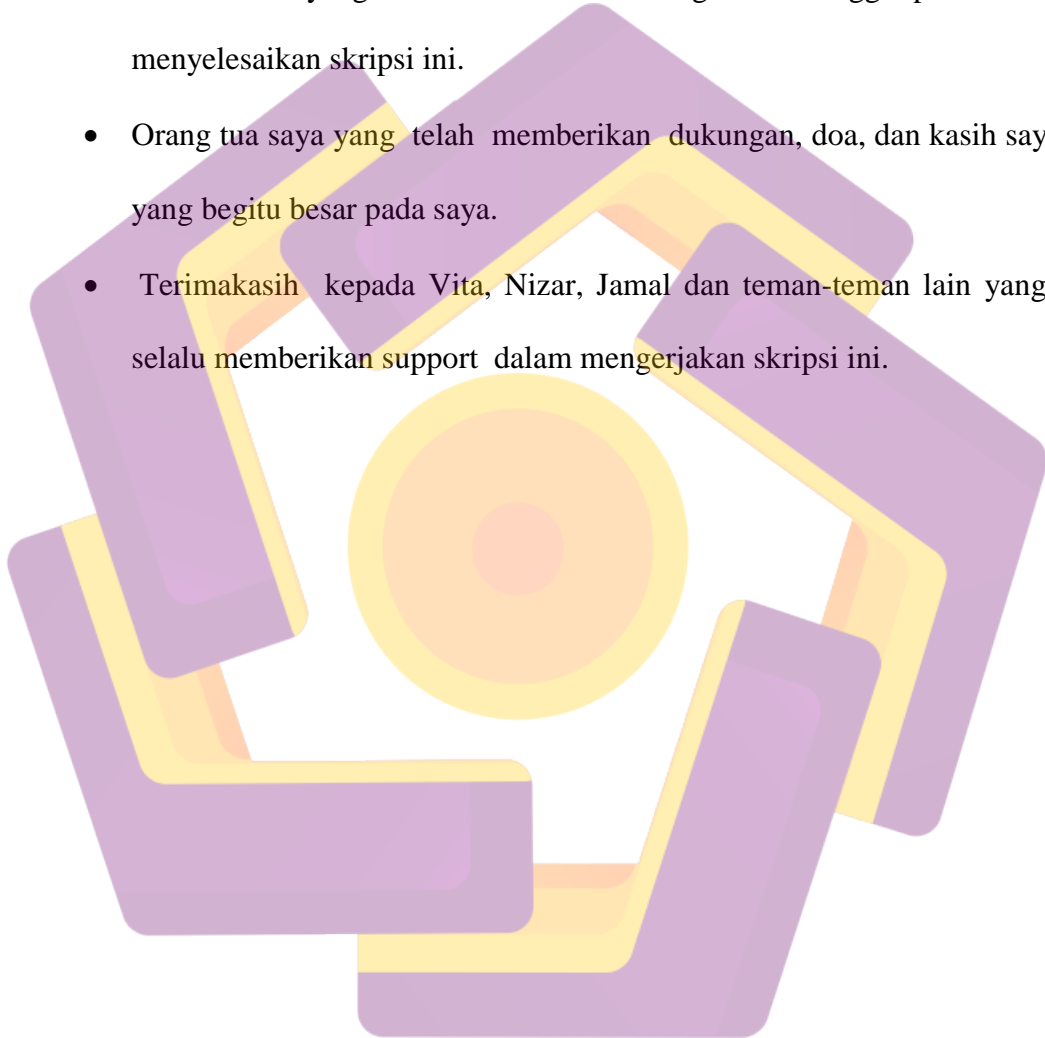 menyelesaikan skripsi ini.
• Orang tua saya yang telah memberikan dukungan, doa, dan kasih say
yang begitu besar pada saya.
• Terimakasih kepada Vita, Nizar, Jamal dan teman-teman lain yang
selalu memberikan support dalam mengerjakan skripsi ini.